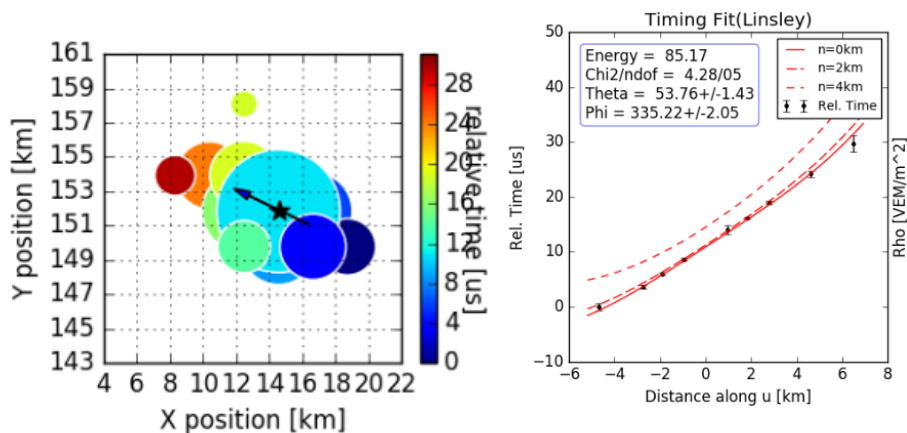 161
159
157
155
153
151
149
147
145
143
Y position [km]
4 6 8 10 12 14 16 18 20 22
X position [km]
28
24
20
16
12
8
4
0
relative time [us]
Timing Fit(Linsley)
Energy = 85.17
Chi2/ndof = 4.28/05
Theta = 53.76+/-1.43
Phi = 335.22+/-2.05
n=0km
n=2km
n=4km
Rel. Time
50
40
30
20
10
0
−10
Rel. Time [us]
−6 −4 −2 0 2 4 6 8
Distance along u [km]
Rho [VEM/m^2]